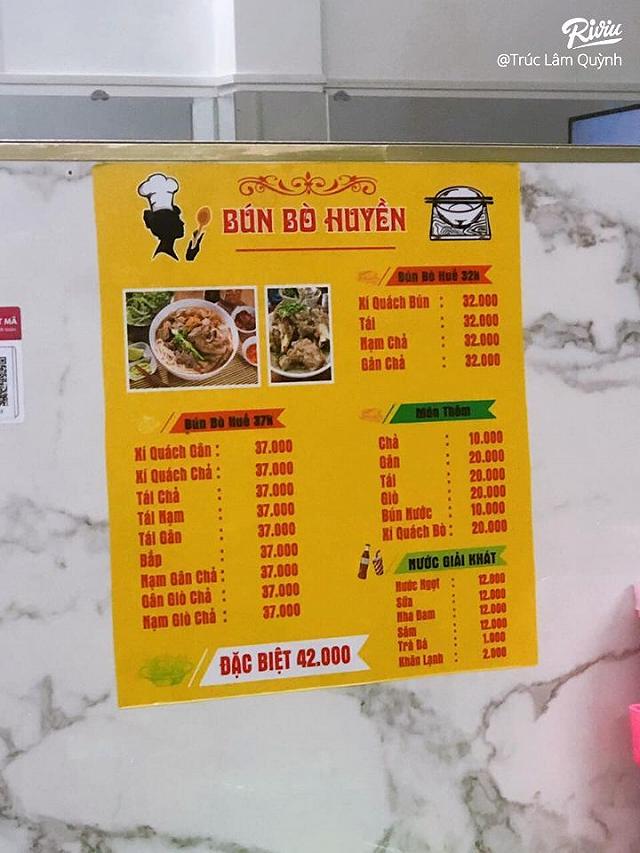 Riviu
@Trúc Lâm Quỳnh
BÚN BÒ HUYỀN
Bún Bò Huế 32K
Xí Quách Bún : 32.000
Tái : 32.000
Nạm Chả : 32.000
Gân Chả : 32.000
Bún Bò Huế 37K
Xí Quách Gân : 37.000
Xí Quách Chả : 37.000
Tái Chả : 37.000
Tái Nạm : 37.000
Tái Gân : 37.000
Bắp : 37.000
Nạm Gân Chả : 37.000
Gân Giò Chả : 37.000
Nạm Giò Chả : 37.000
ĐẶC BIỆT 42.000
Món Thêm
Chả : 10.000
Gân : 20.000
Tái : 20.000
Giò : 20.000
Bún Nước : 10.000
Xí Quách Bò : 20.000
NƯỚC GIẢI KHÁT
Nước Ngọt : 12.000
Sữa : 12.000
Nha Đam : 12.000
Sâm : 12.000
Trà Đá : 1.000
Khăn Lạnh : 2.000